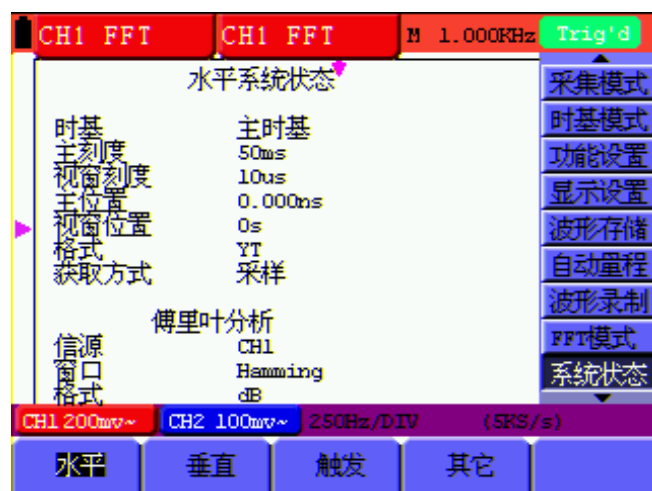 CH1 FFT CH1 FFT M 1.000KHz Trig'd
水平系统状态
时基 主时基
主刻度 50ms
视窗刻度 10us
主位置 0.000ns
视窗位置 0s
格式 YT
获取方式 采样
傅里叶分析
信源 CH1
窗口 Hamming
格式 dB
采集模式
时基模式
功能设置
显示设置
波形存储
自动量程
波形录制
FFT模式
系统状态
CH1 200mv~ CH2 100mv~ 250Hz/DIV (5KS/s)
水平 垂直 触发 其它